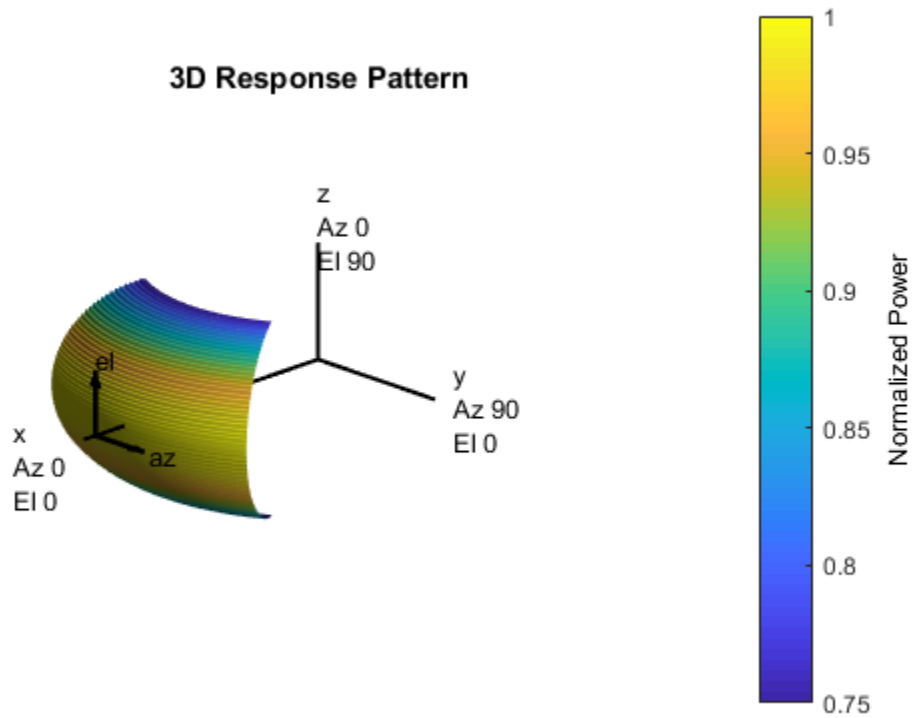 3D Response Pattern
z
Az 0
El 90
y
Az 90
El 0
el
az
x
Az 0
El 0
1
0.95
0.9
0.85
0.8
0.75
Normalized Power